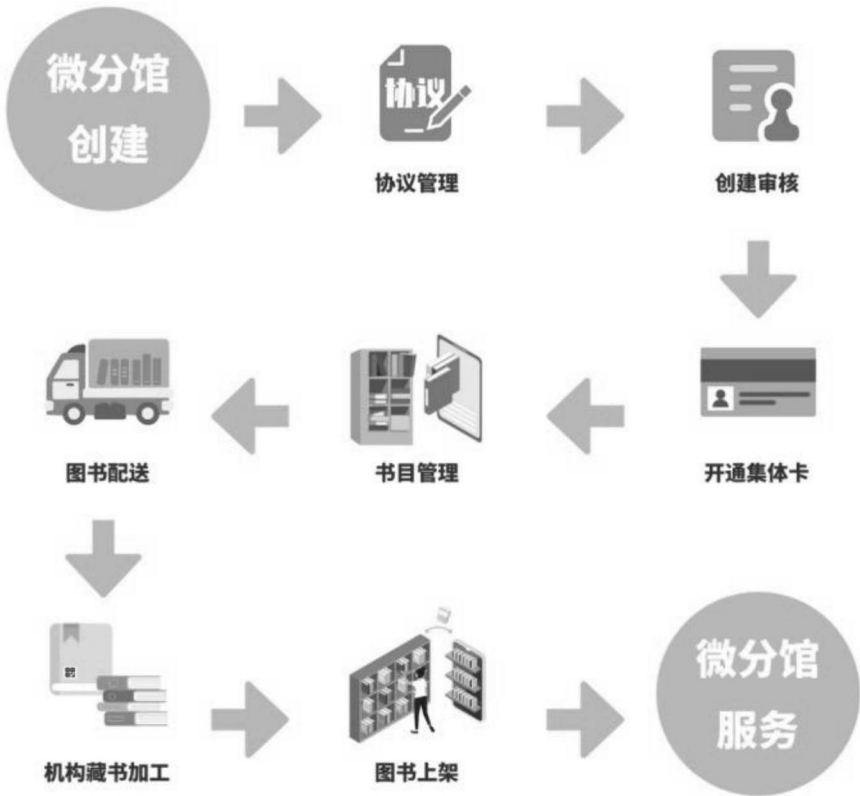 微分馆
创建
协议
协议管理
创建审核
开通集体卡
书目管理
图书配送
机构藏书加工
图书上架
微分馆
服务